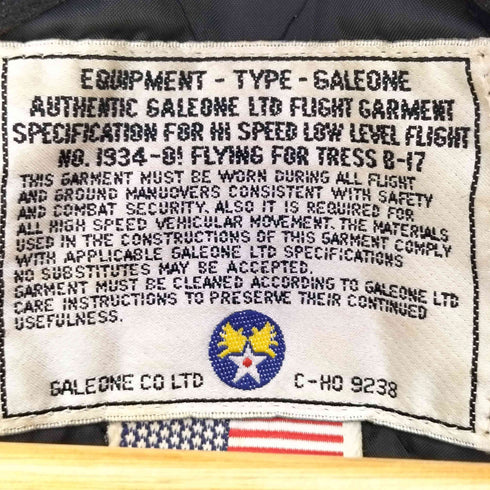 EQUIPMENT - TYPE - GALEONE
AUTHENTIC GALEONE LTD FLIGHT GARMENT
SPECIFICATION FOR HI SPEED LOW LEVEL FLIGHT
NO. 1934-01 FLYING FOR TRESS B-17
THIS GARMENT MUST BE WORN DURING ALL FLIGHT
AND GROUND MANUOVERS CONSISTENT WITH SAFETY
AND COMBAT SECURITY. ALSO IT IS REQUIRED FOR
ALL HIGH SPEED VEHICULAR MOVEMENT. THE MATERIALS
USED IN THE CONSTRUCTIONS OF THIS GARMENT COMPLY
WITH APPLICABLE GALEONE LTD SPECIFICATIONS
NO SUBSTITUTES MAY BE ACCEPTED.
GARMENT MUST BE CLEANED ACCORDING TO GALEONE LTD
CARE INSTRUCTIONS TO PRESERVE THEIR CONTINUED
USEFULNESS.
GALEONE CO LTD C-HO 9238